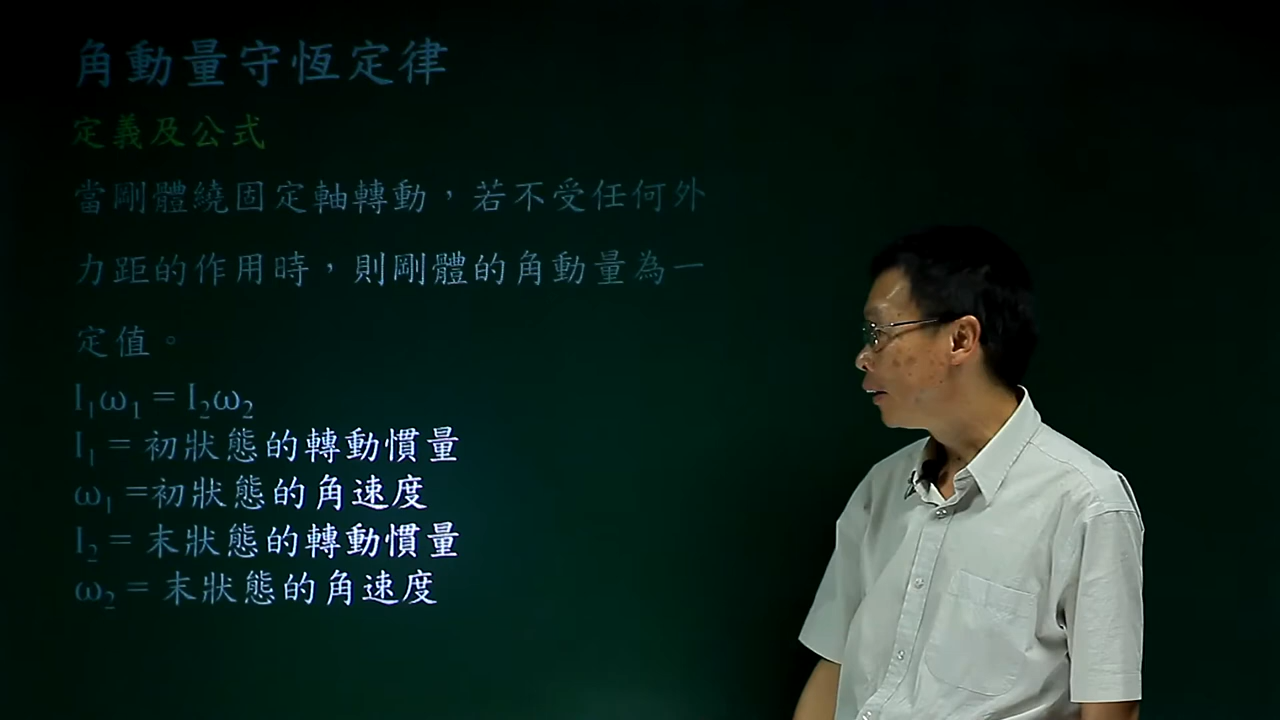 角動量守恆定律
定義及公式
當剛體繞固定軸轉動，若不受任何外
力距的作用時，則剛體的角動量為一
定值。
I₁ω₁ = I₂ω₂
I₁ = 初狀態的轉動慣量
ω₁ =初狀態的角速度
I₂ = 末狀態的轉動慣量
ω₂ = 末狀態的角速度